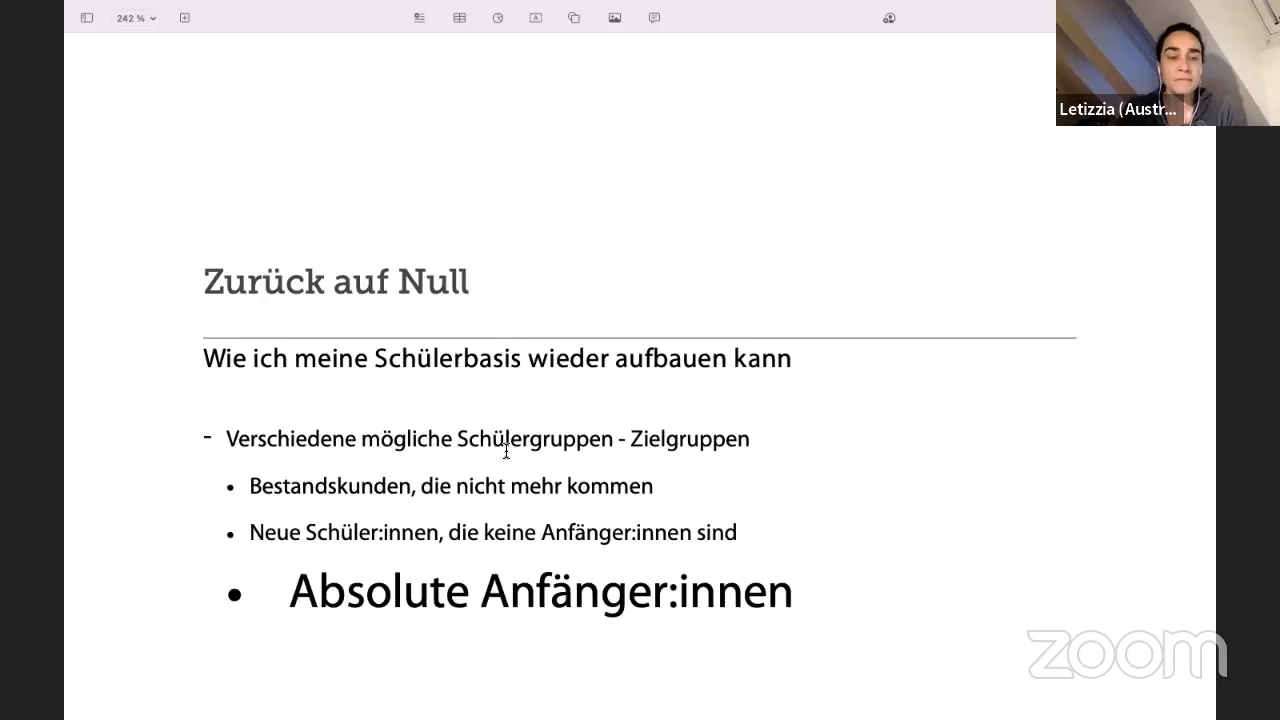 242 %
Letizzia (Austr...
Zurück auf Null
Wie ich meine Schülerbasis wieder aufbauen kann
- Verschiedene mögliche Schülergruppen - Zielgruppen
• Bestandskunden, die nicht mehr kommen
• Neue Schüler:innen, die keine Anfänger:innen sind
• Absolute Anfänger:innen
zoom